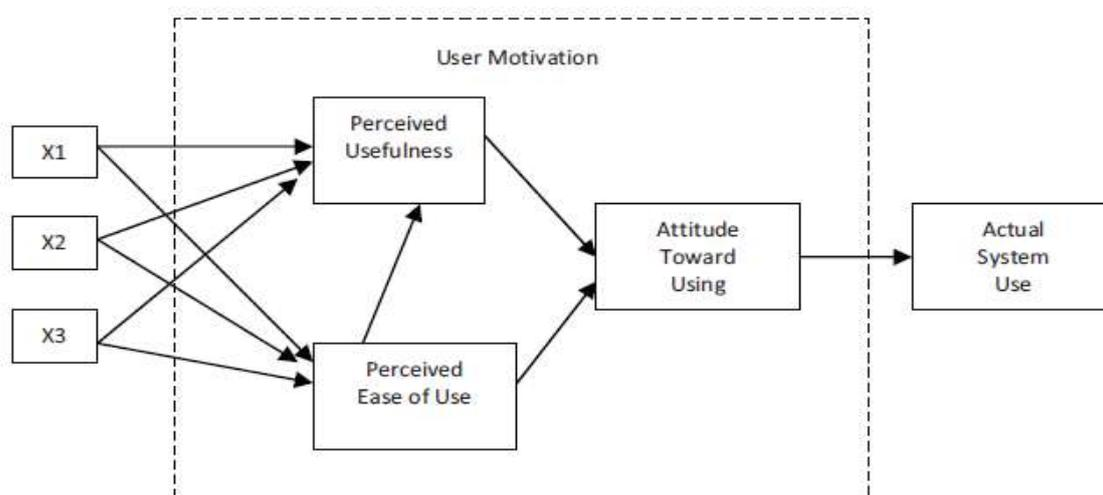 User Motivation
X1
X2
X3
Perceived
Usefulness
Perceived
Ease of Use
Attitude
Toward
Using
Actual
System
Use